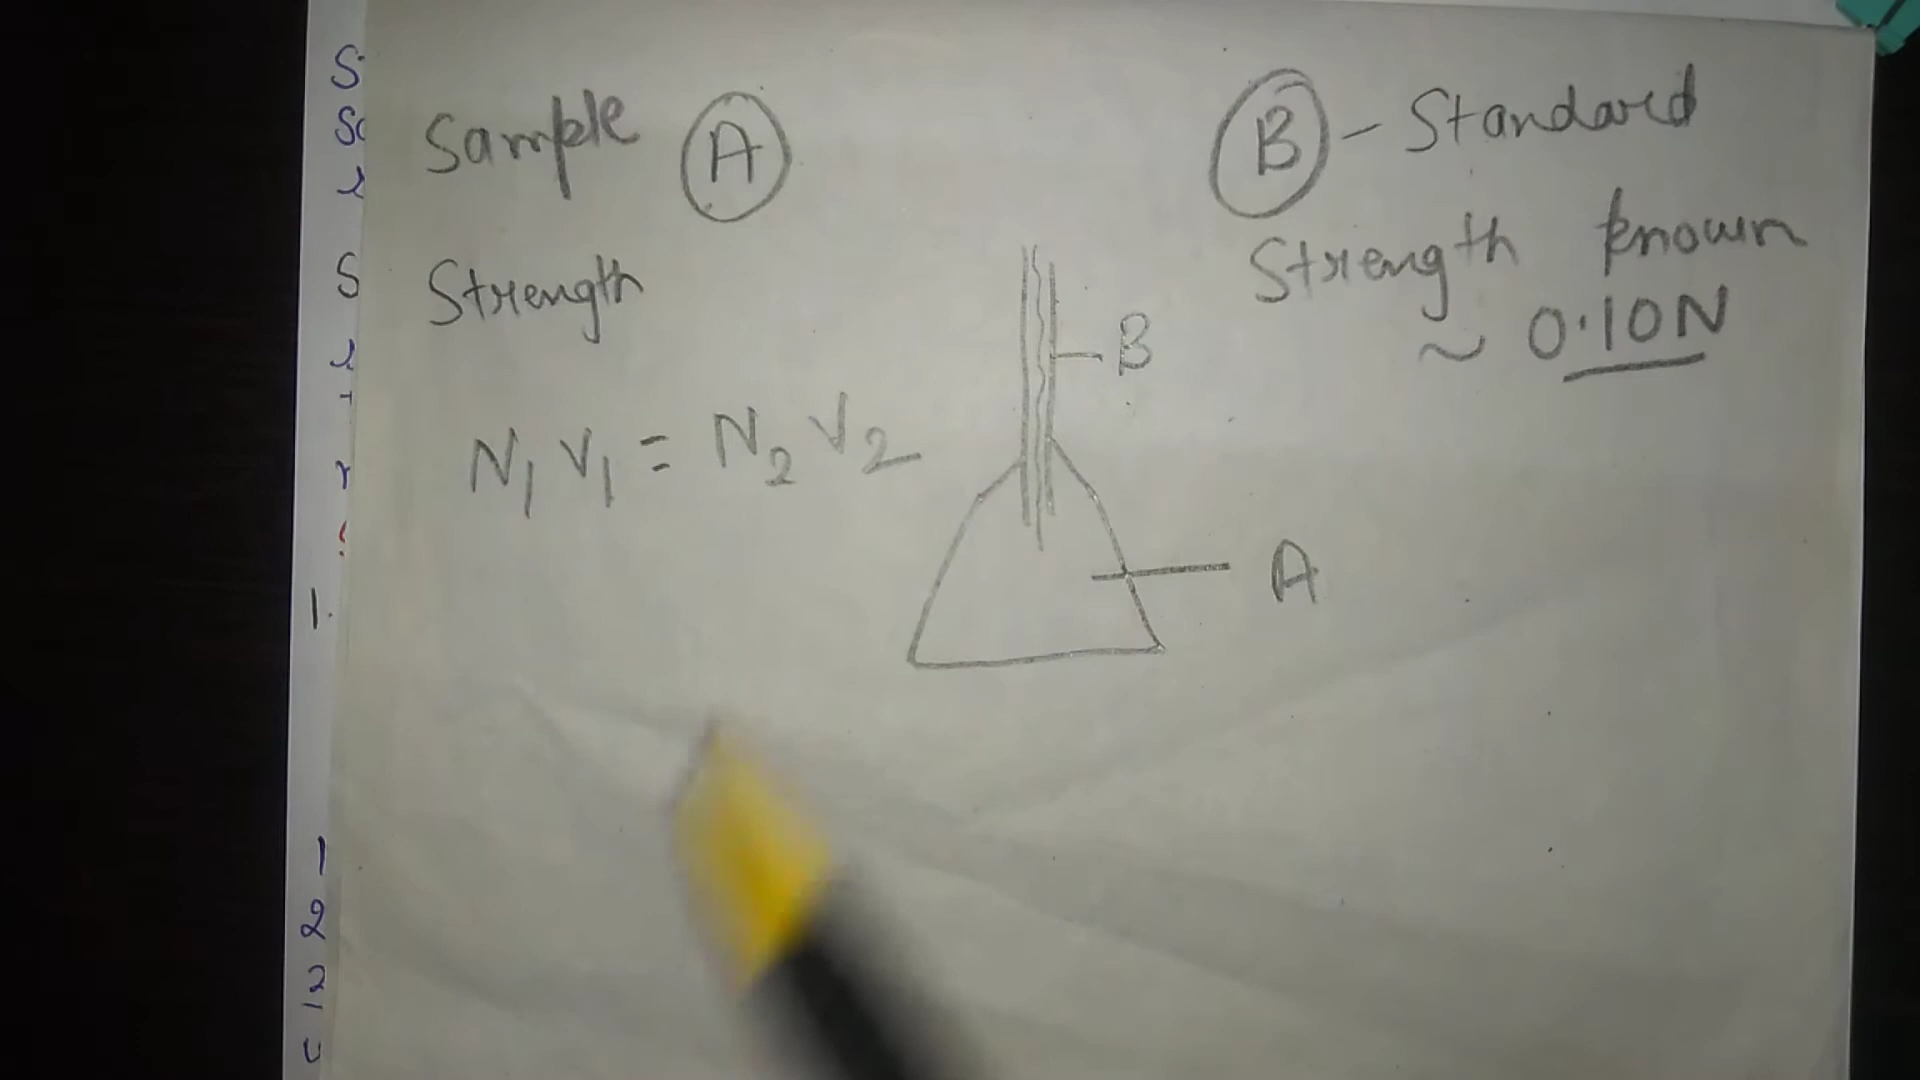 Sample A
B - Standard
Strength
Strength known
~ 0.10N
B
N1 V1 = N2 V2
A